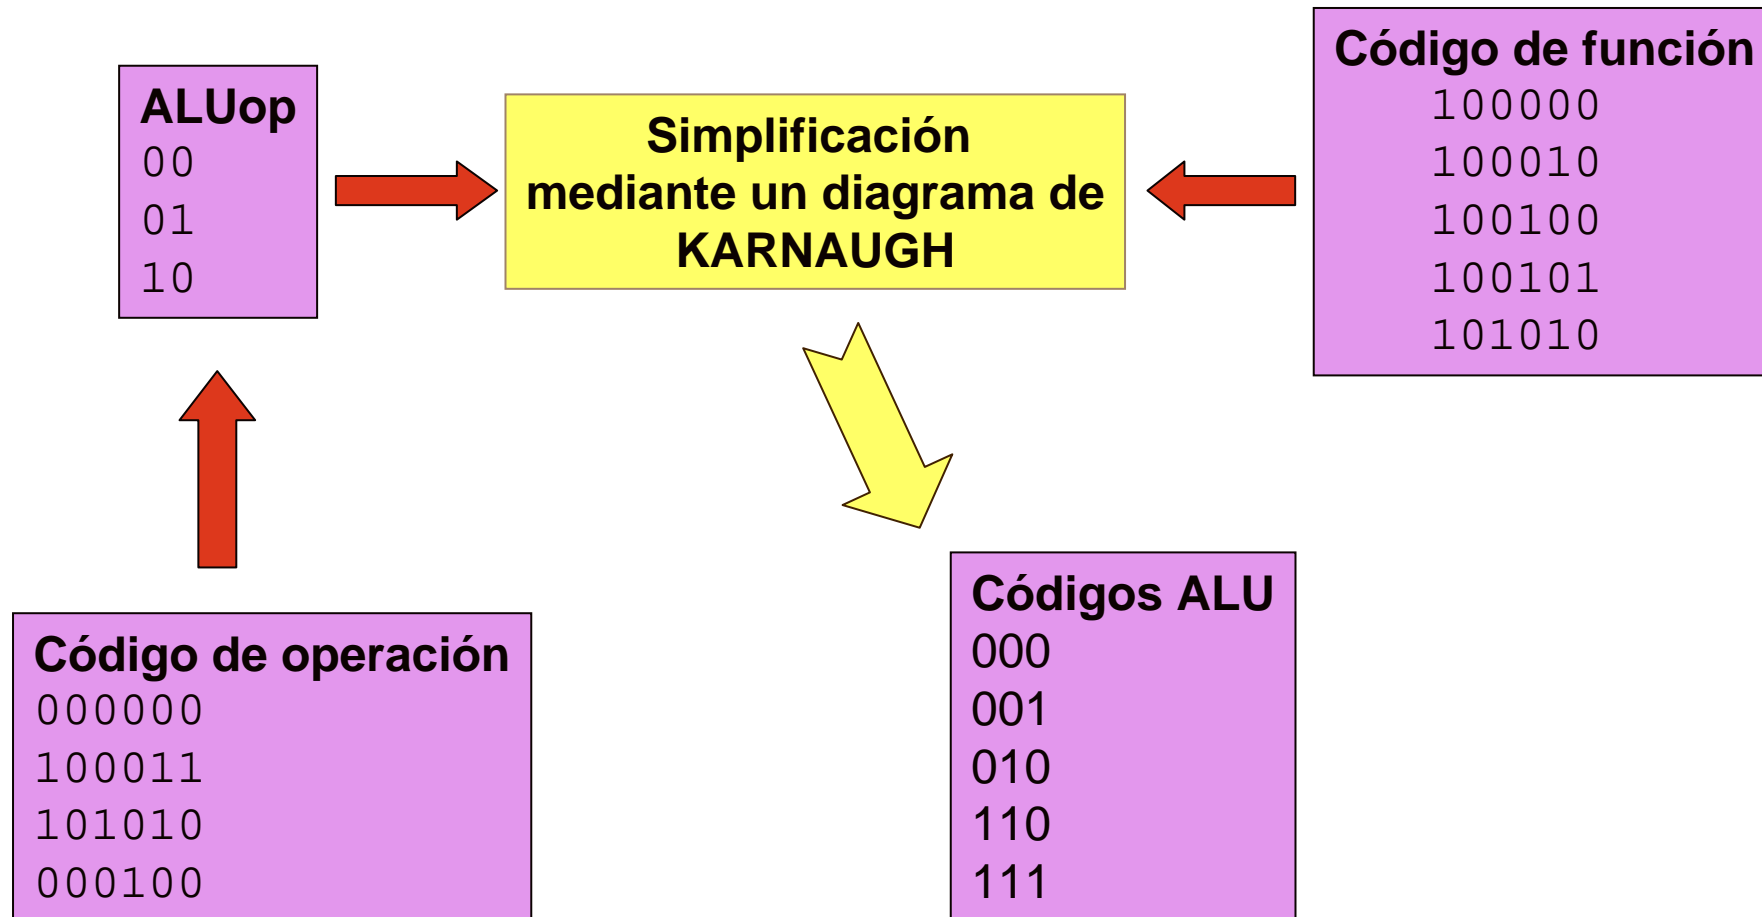 ALUop
00
01
10
Simplificación
mediante un diagrama de
KARNAUGH
Código de función
100000
100010
100100
100101
101010
Código de operación
000000
100011
101010
000100
Códigos ALU
000
001
010
110
111